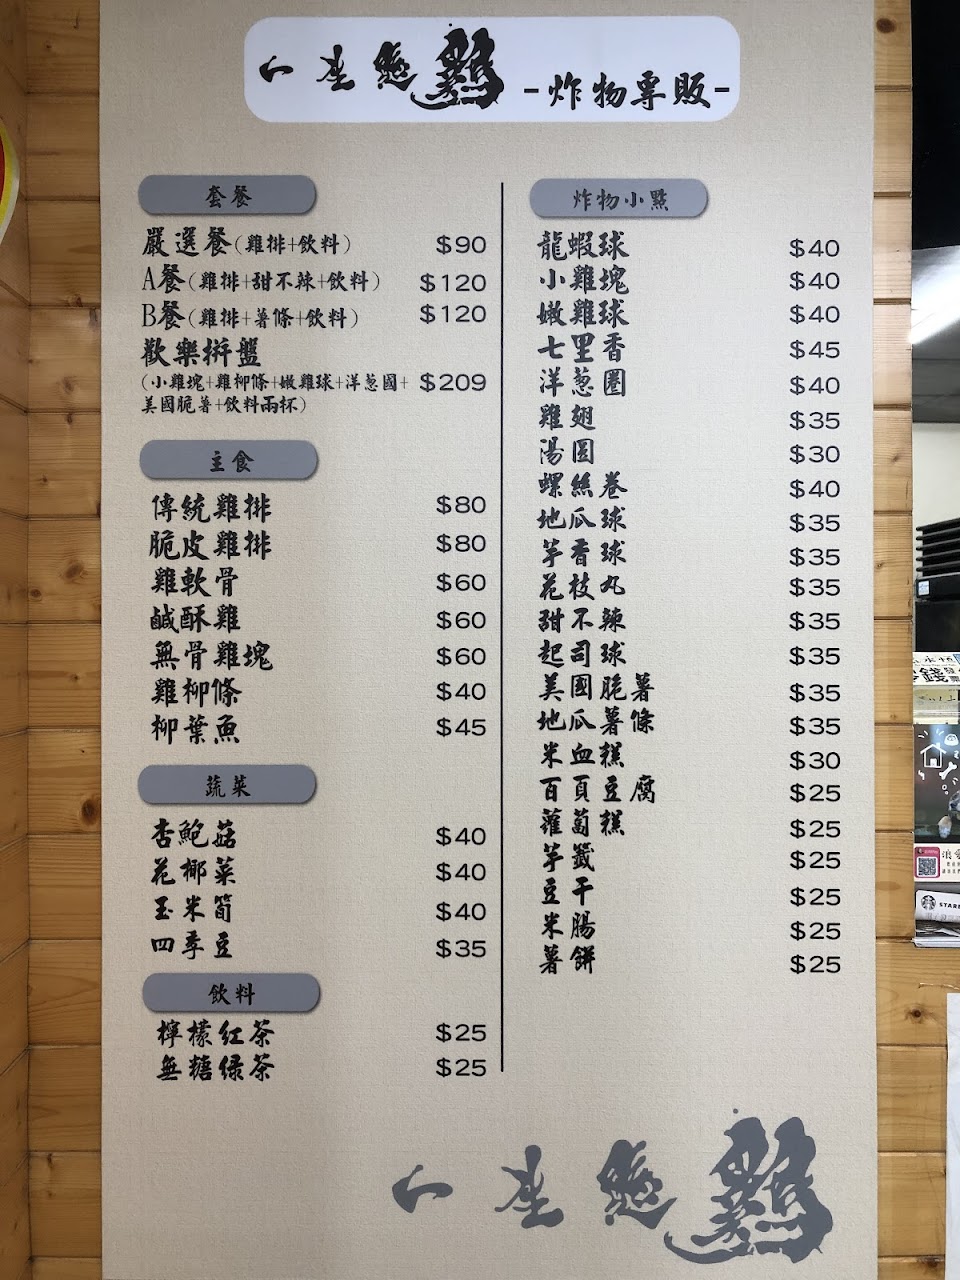 一座慇鷄 -炸物專販-
套餐
嚴選餐(雞排+飲料) $90
A餐(雞排+甜不辣+飲料) $120
B餐(雞排+薯條+飲料) $120
歡樂拼盤
(小雞塊+雞柳條+嫩雞球+洋蔥圈+ $209
美國脆薯+飲料兩杯)
主食
傳統雞排 $80
脆皮雞排 $80
雞軟骨 $60
鹹酥雞 $60
無骨雞塊 $60
雞柳條 $40
柳葉魚 $45
蔬菜
杏鮑菇 $40
花椰菜 $40
玉米筍 $40
四季豆 $35
飲料
檸檬紅茶 $25
無糖綠茶 $25
炸物小點
龍蝦球 $40
小雞塊 $40
嫩雞球 $40
七里香 $45
洋蔥圈 $40
雞翅 $35
湯圓 $30
螺絲卷 $40
地瓜球 $35
芋香球 $35
花枝丸 $35
甜不辣 $35
起司球 $35
美國脆薯 $35
地瓜薯條 $35
米血糕 $30
百頁豆腐 $25
蘿蔔糕 $25
芋籤 $25
豆干 $25
米腸 $25
薯餅 $25
一座慇鷄